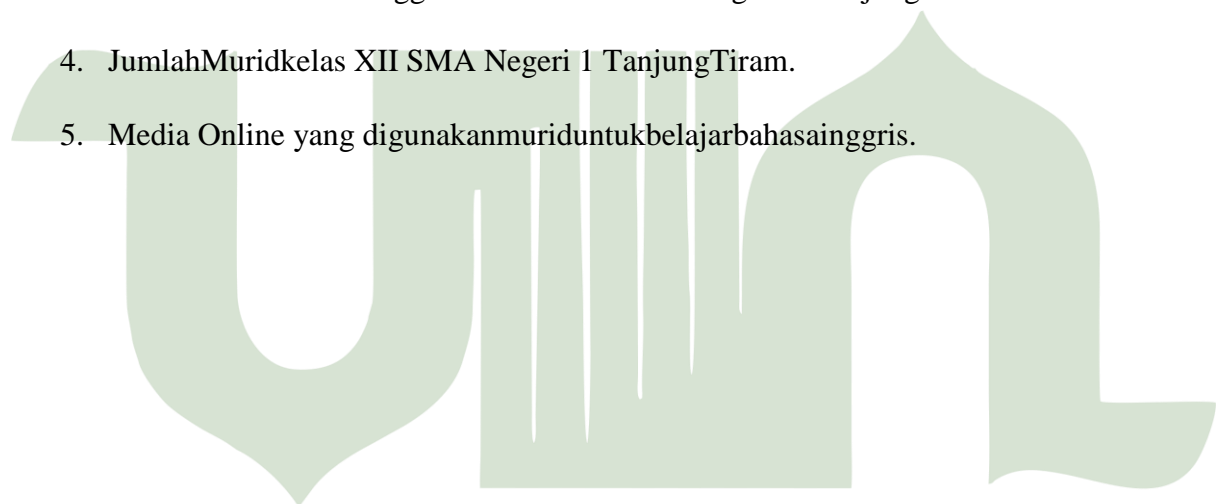 4. JumlahMuridkelas XII SMA Negeri 1 TanjungTiram.
5. Media Online yang digunakanmuriduntukbelajarbahasainggris.